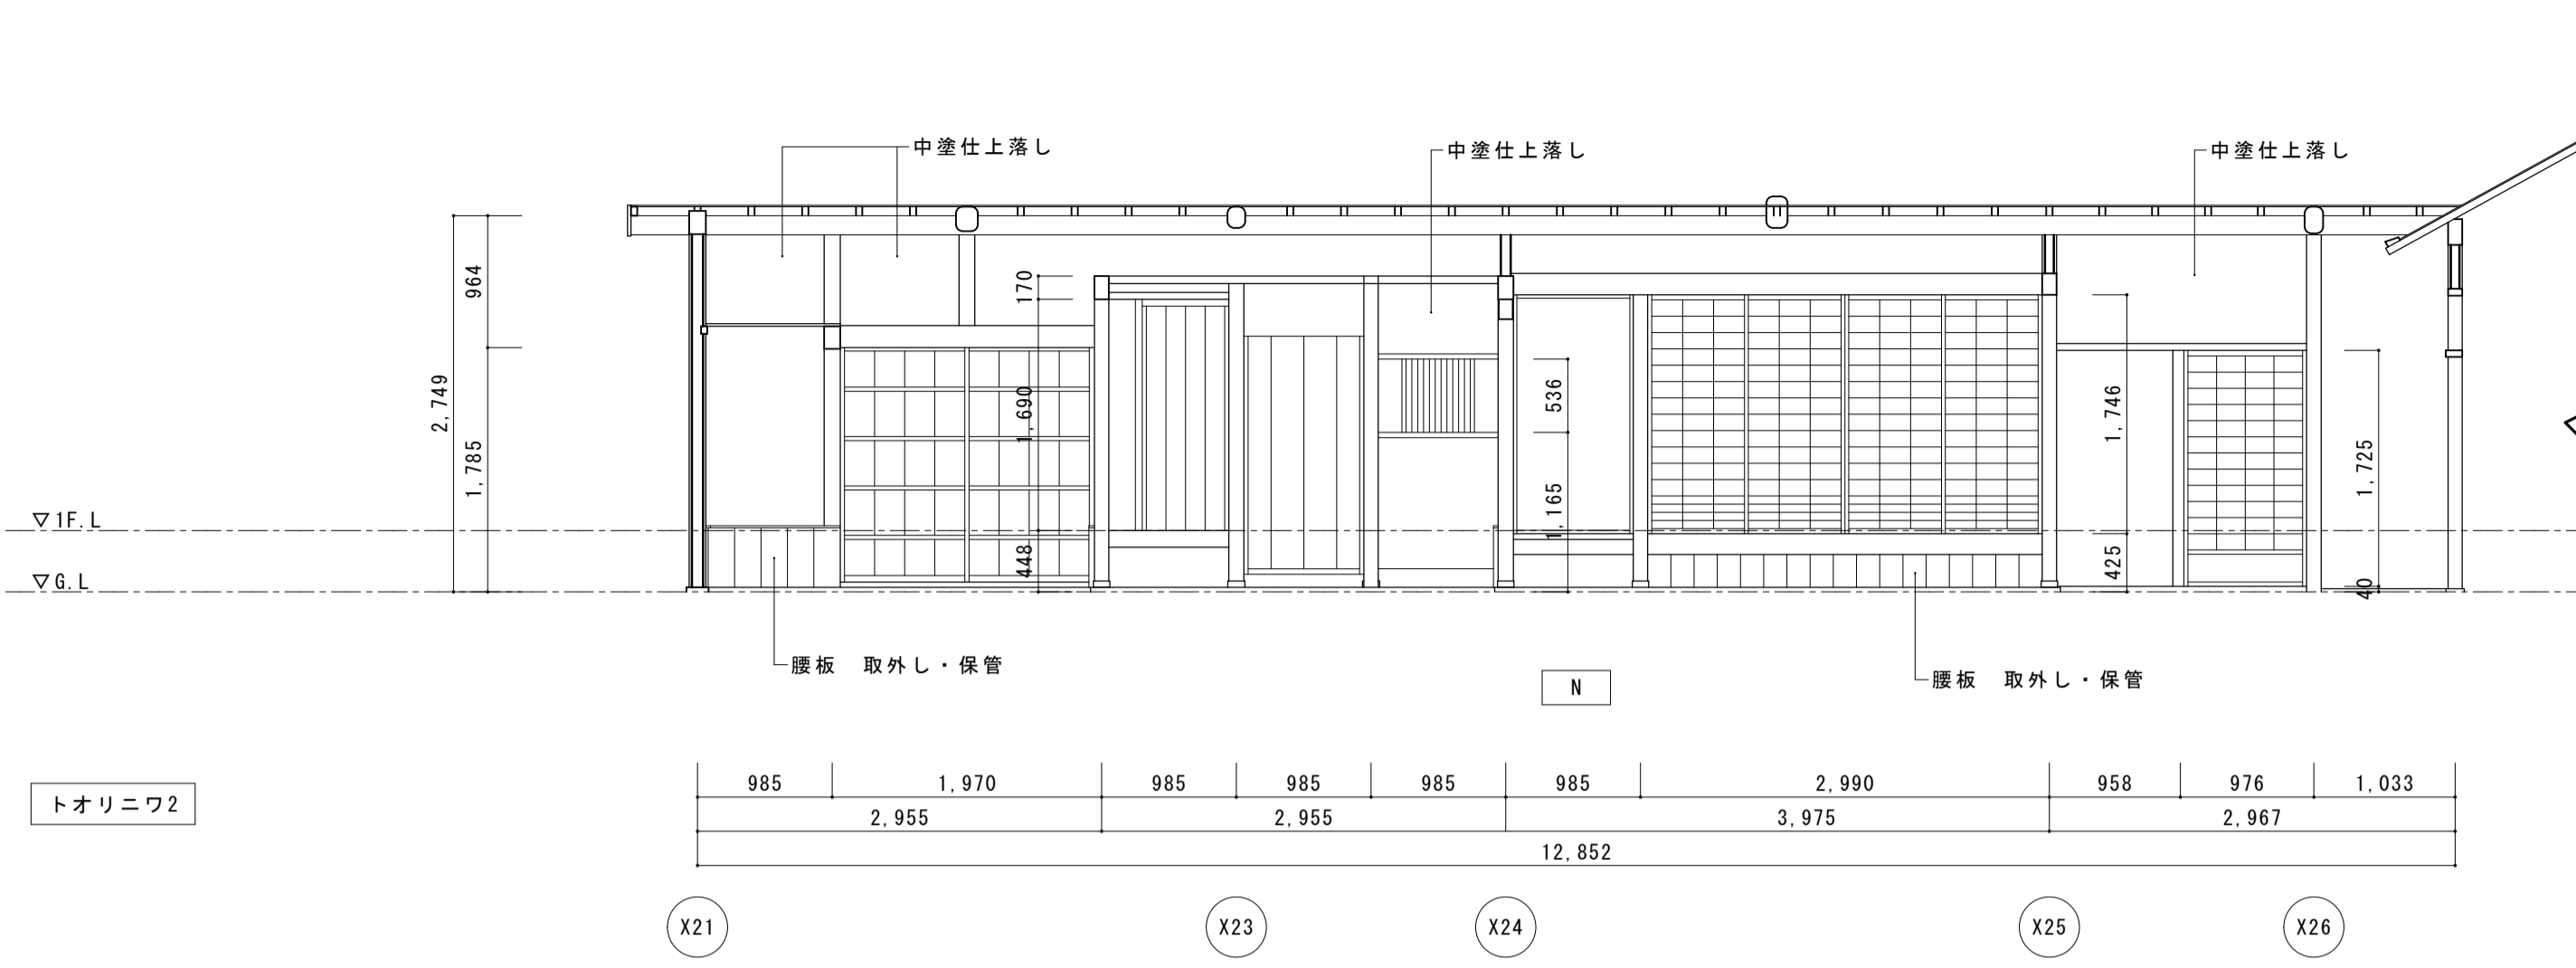 中塗仕上落し
中塗仕上落し
中塗仕上落し
964
170
2,749
1,690
536
1,746
1,785
1,165
1,725
▽1F.L
448
425
▽G.L
40
腰板　取外し・保管
腰板　取外し・保管
N
トオリニワ2
985 1,970 985 985 985 985 2,990 958 976 1,033
2,955 2,955 3,975 2,967
12,852
X21 X23 X24 X25 X26